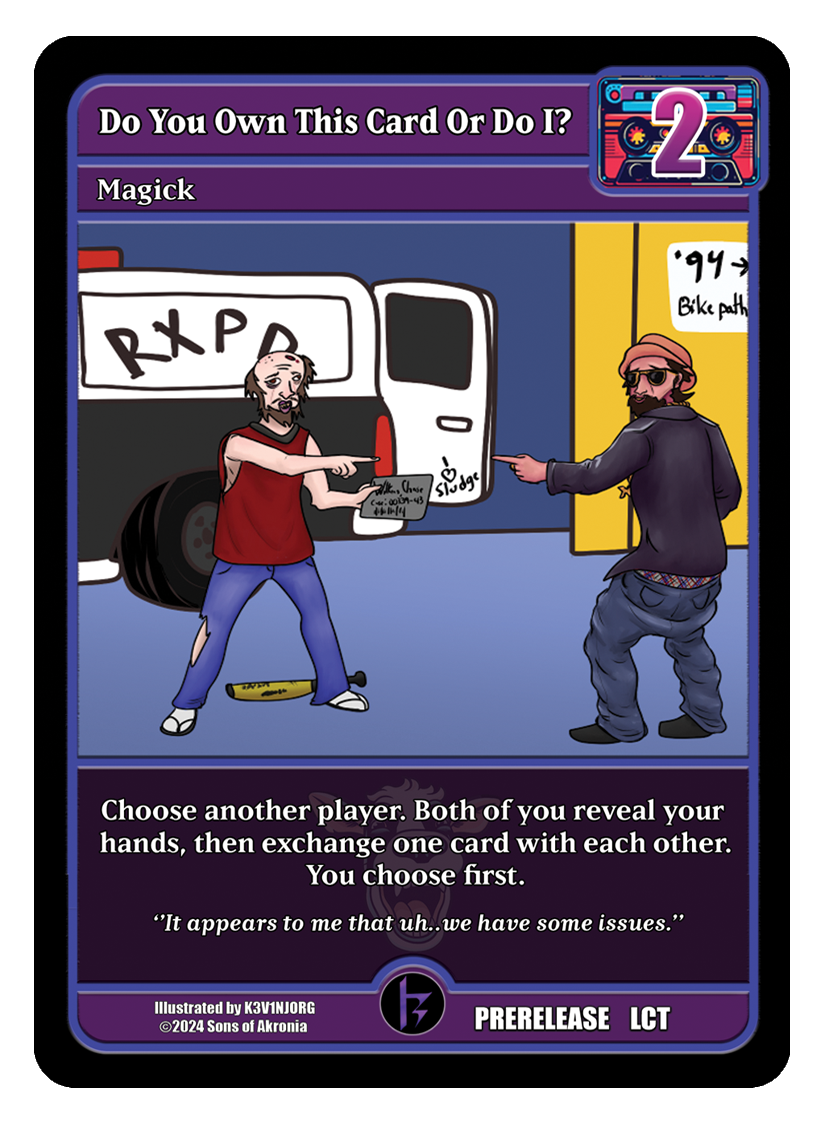 Do You Own This Card Or Do I?
2
Magick
'94 →
Bike path
RXPD
Sludge
Choose another player. Both of you reveal your
hands, then exchange one card with each other.
You choose first.
‘’It appears to me that uh..we have some issues.’’
Illustrated by K3V1NJ0RG
©2024 Sons of Akronia
PRERELEASE LCT